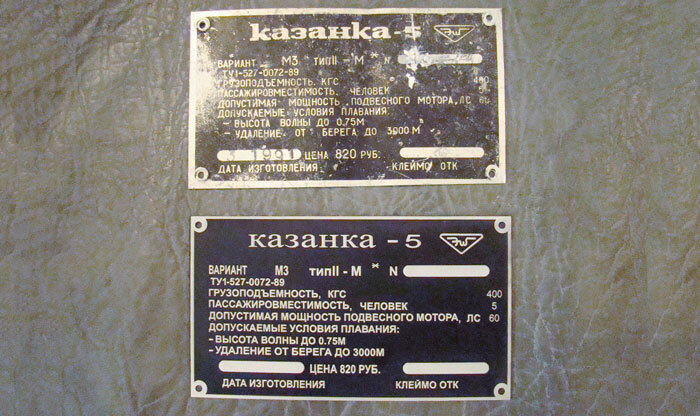 казанка-5
ВАРИАНТ М3 типII-М* N
ТУ1-527-0072-89
ГРУЗОПОДЪЕМНОСТЬ, КГС 400
ПАССАЖИРОВМЕСТИМОСТЬ, ЧЕЛОВЕК 5
ДОПУСТИМАЯ МОЩНОСТЬ ПОДВЕСНОГО МОТОРА, ЛС 60
ДОПУСКАЕМЫЕ УСЛОВИЯ ПЛАВАНИЯ:
- ВЫСОТА ВОЛНЫ ДО 0.75М
- УДАЛЕНИЕ ОТ БЕРЕГА ДО 3000М
1991 ЦЕНА 820 РУБ.
ДАТА ИЗГОТОВЛЕНИЯ КЛЕЙМО ОТК
казанка - 5
ВАРИАНТ М3 типII - М * N
ТУ1-527-0072-89
ГРУЗОПОДЪЕМНОСТЬ, КГС 400
ПАССАЖИРОВМЕСТИМОСТЬ, ЧЕЛОВЕК 5
ДОПУСТИМАЯ МОЩНОСТЬ ПОДВЕСНОГО МОТОРА, ЛС 60
ДОПУСКАЕМЫЕ УСЛОВИЯ ПЛАВАНИЯ:
- ВЫСОТА ВОЛНЫ ДО 0.75М
- УДАЛЕНИЕ ОТ БЕРЕГА ДО 3000М
ЦЕНА 820 РУБ.
ДАТА ИЗГОТОВЛЕНИЯ КЛЕЙМО ОТК